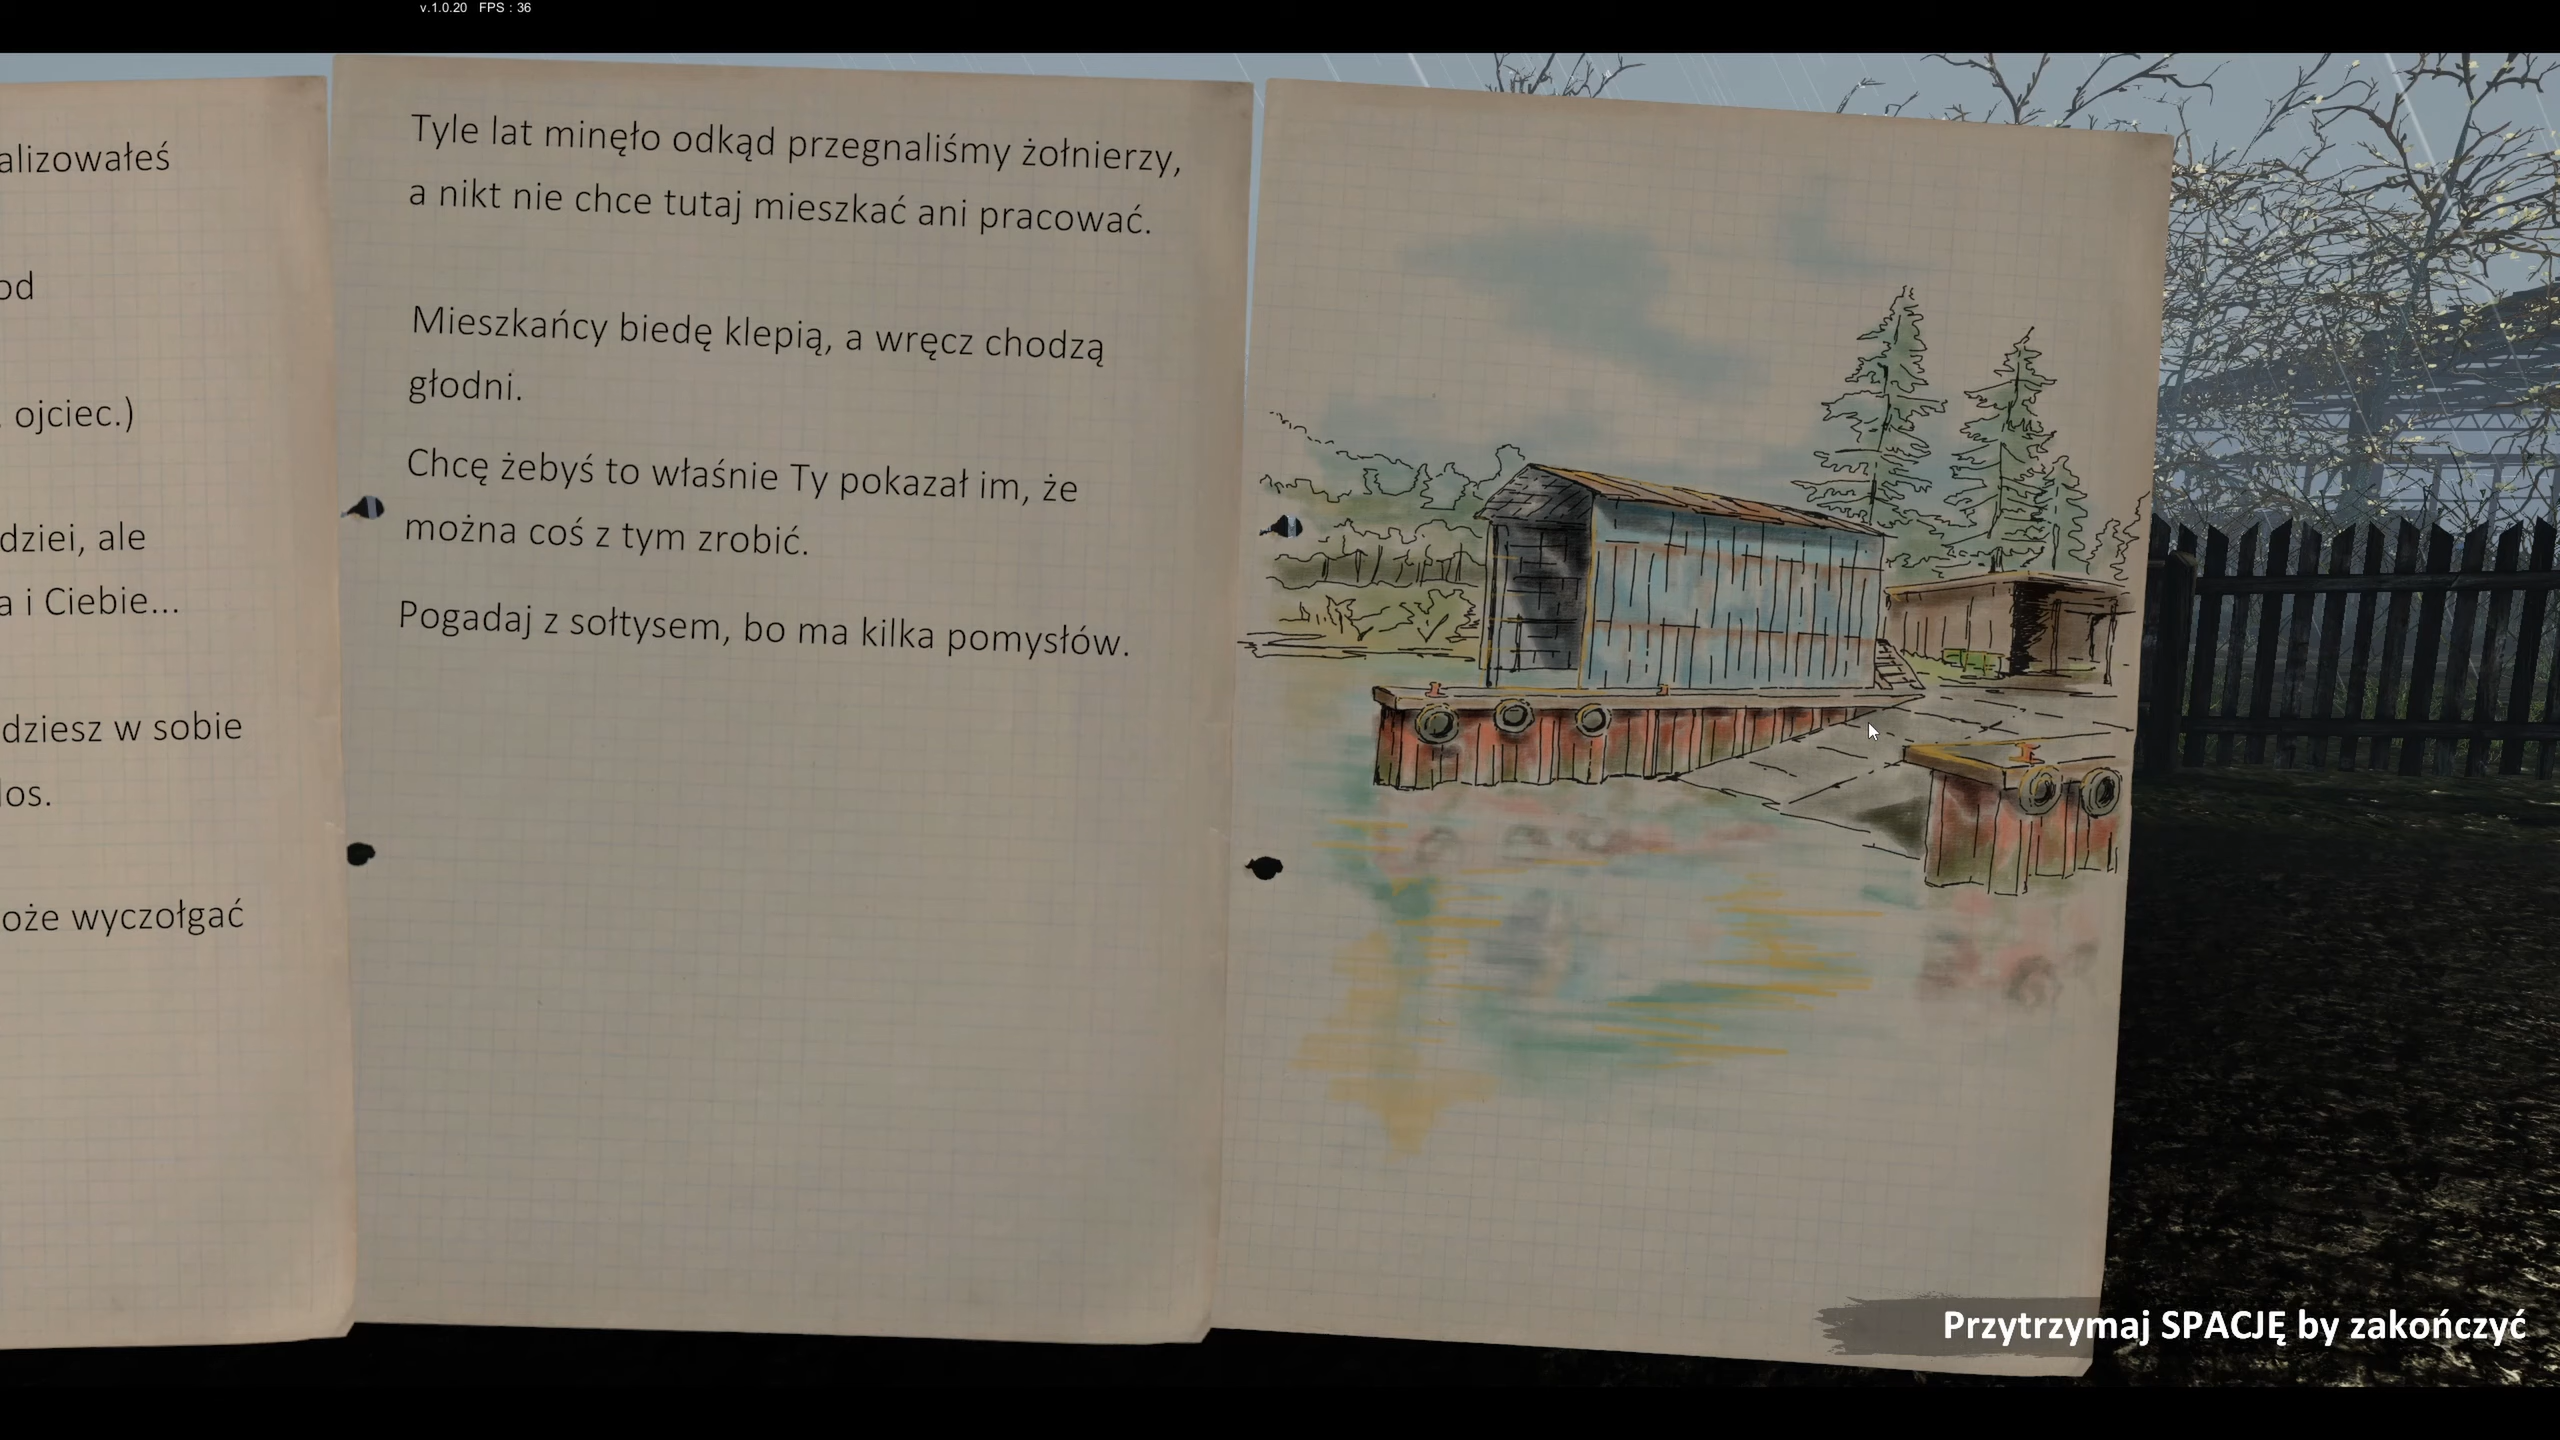 v.1.0.20 FPS : 36
alizowałeś
od
ojciec.)
dziei, ale
a i Ciebie...
dziesz w sobie
los.
oże wyczołgać
Tyle lat minęło odkąd przegnaliśmy żołnierzy,
a nikt nie chce tutaj mieszkać ani pracować.
Mieszkańcy biedę klepią, a wręcz chodzą
głodni.
Chcę żebyś to właśnie Ty pokazał im, że
można coś z tym zrobić.
Pogadaj z sołtysem, bo ma kilka pomysłów.
Przytrzymaj SPACJĘ by zakończyć